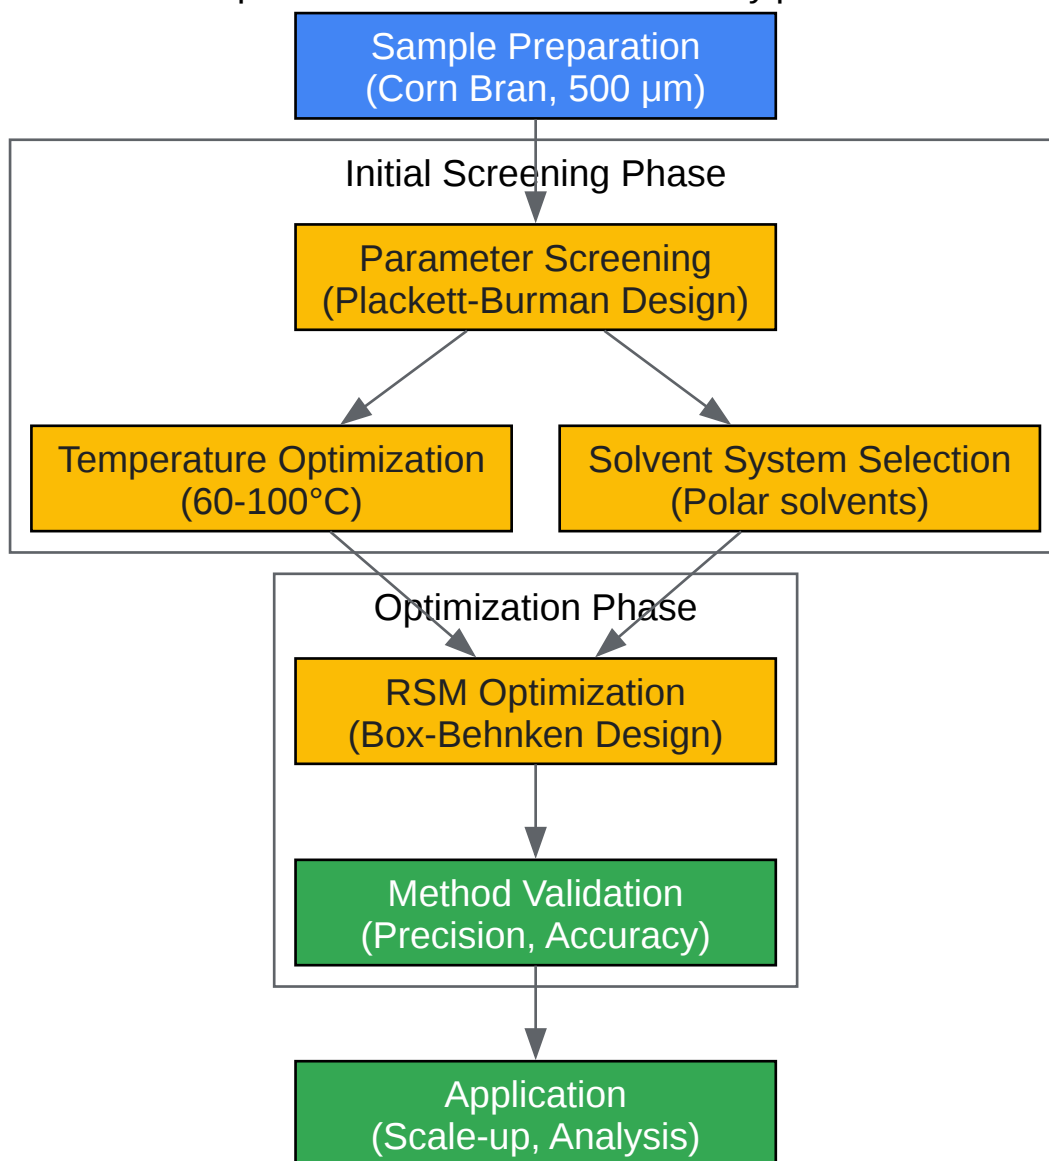 Sample Preparation
(Corn Bran, 500 μm)
Initial Screening Phase
Parameter Screening
(Plackett-Burman Design)
Temperature Optimization
(60-100°C)
Solvent System Selection
(Polar solvents)
Optimization Phase
RSM Optimization
(Box-Behnken Design)
Method Validation
(Precision, Accuracy)
Application
(Scale-up, Analysis)